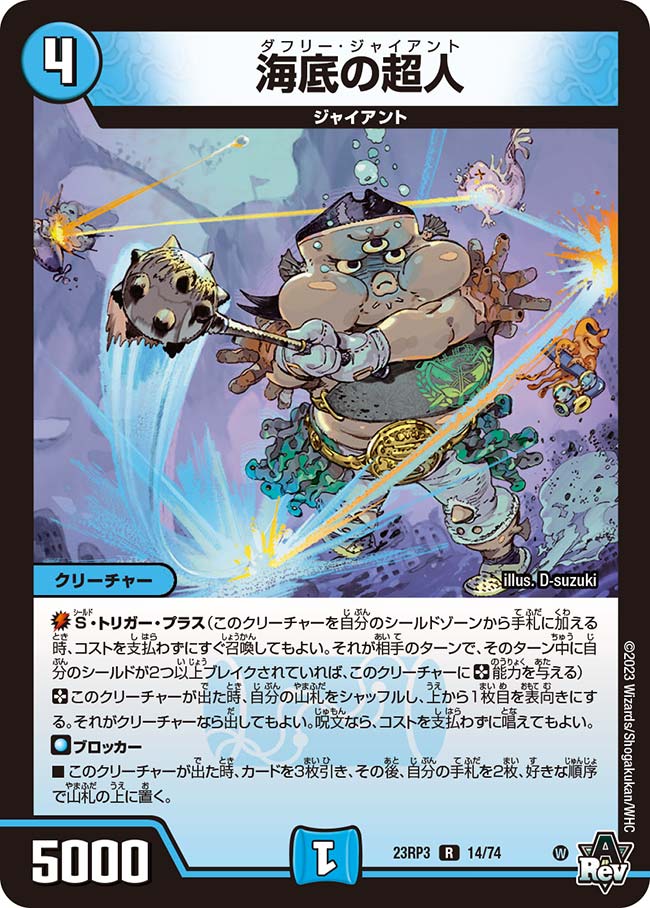 4
ダフリー・ジャイアント
海底の超人
ジャイアント
クリーチャー
illus. D-suzuki
S・トリガー・プラス(このクリーチャーを自分のシールドゾーンから手札に加える
時、コストを支払わずにすぐ召喚してもよい。それが相手のターンで、そのターン中に自
分のシールドが2つ以上ブレイクされていれば、このクリーチャーに能力を与える)
このクリーチャーが出た時、自分の山札をシャッフルし、上から1枚目を表向きにす
る。それがクリーチャーなら出してもよい。呪文なら、コストを支払わずに唱えてもよい。
ブロッカー
■ このクリーチャーが出た時、カードを3枚引き、その後、自分の手札を2枚、好きな順序
で山札の上に置く。
©2023 Wizards/Shogakukan/WHC
5000
1
23RP3 R 14/74
W
A
Rev